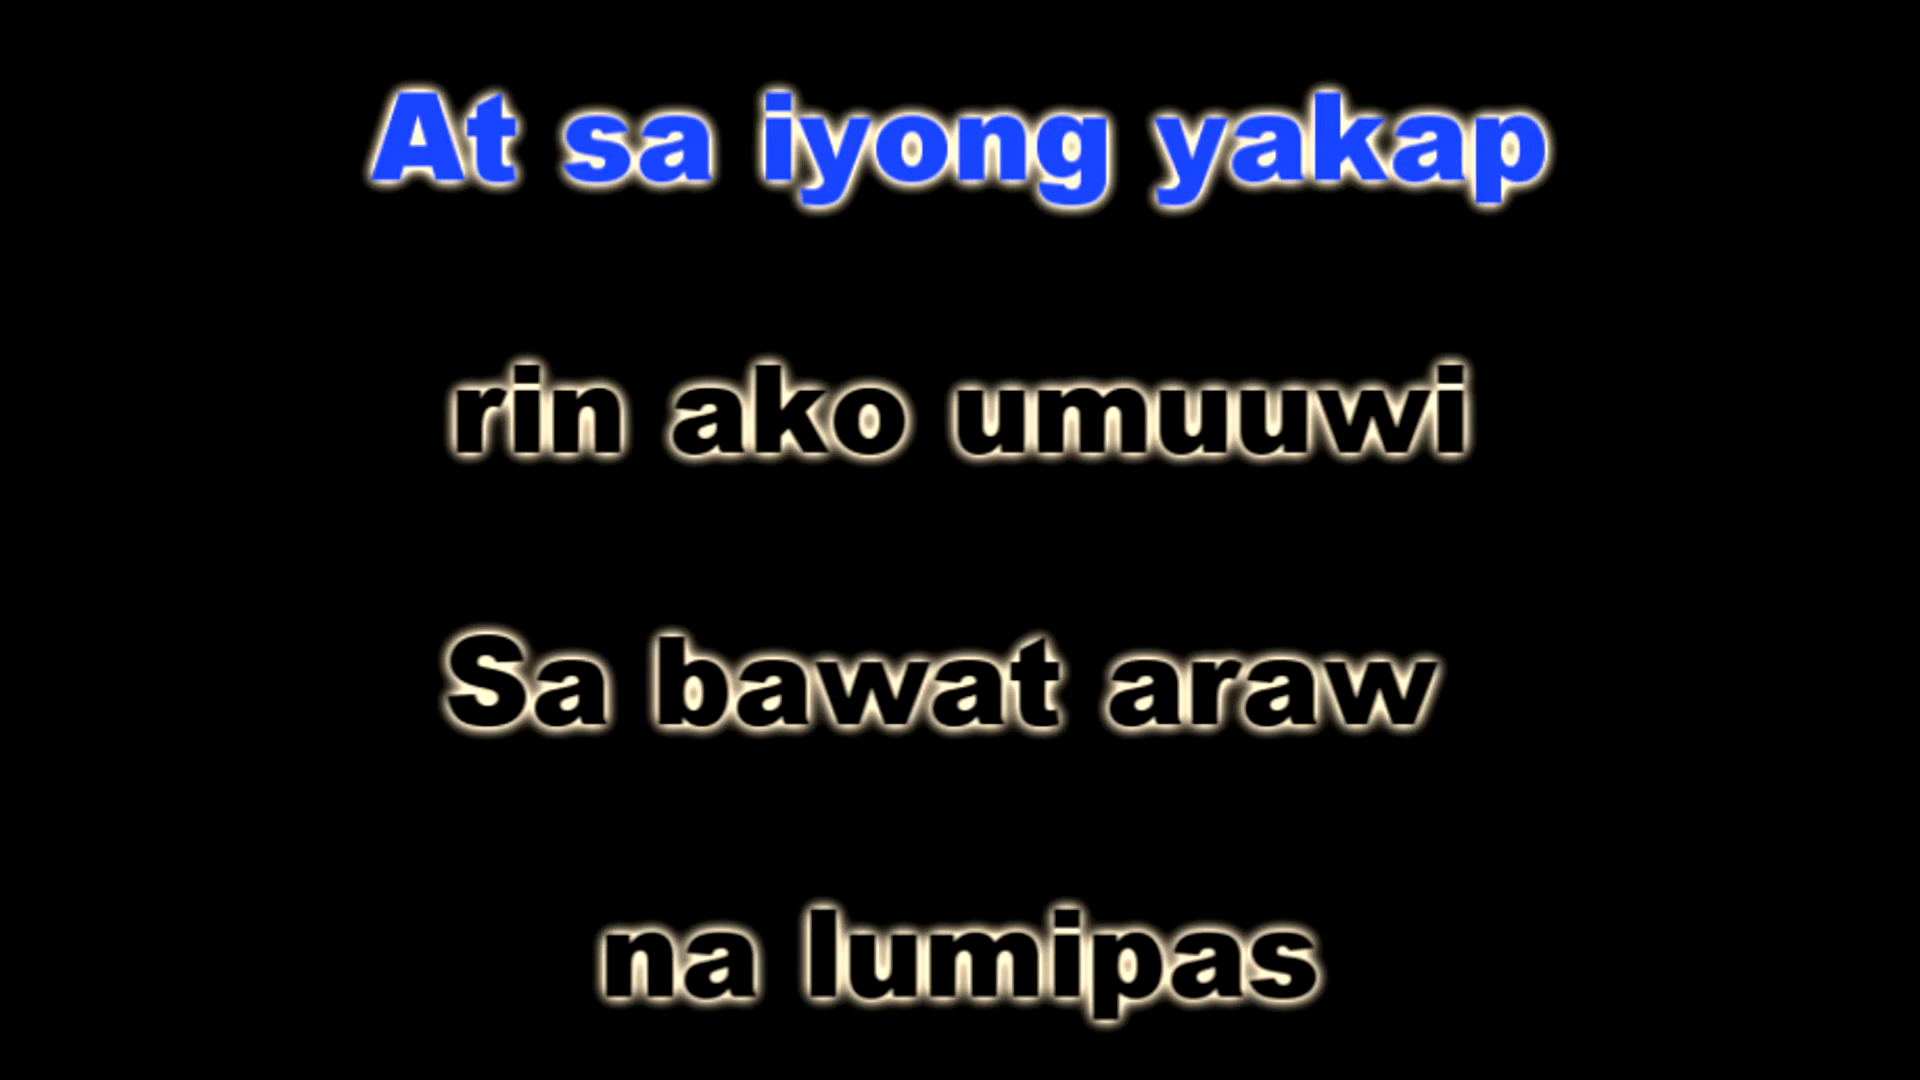 At sa iyong yakap
rin ako umuuwi
Sa bawat araw
na lumipas